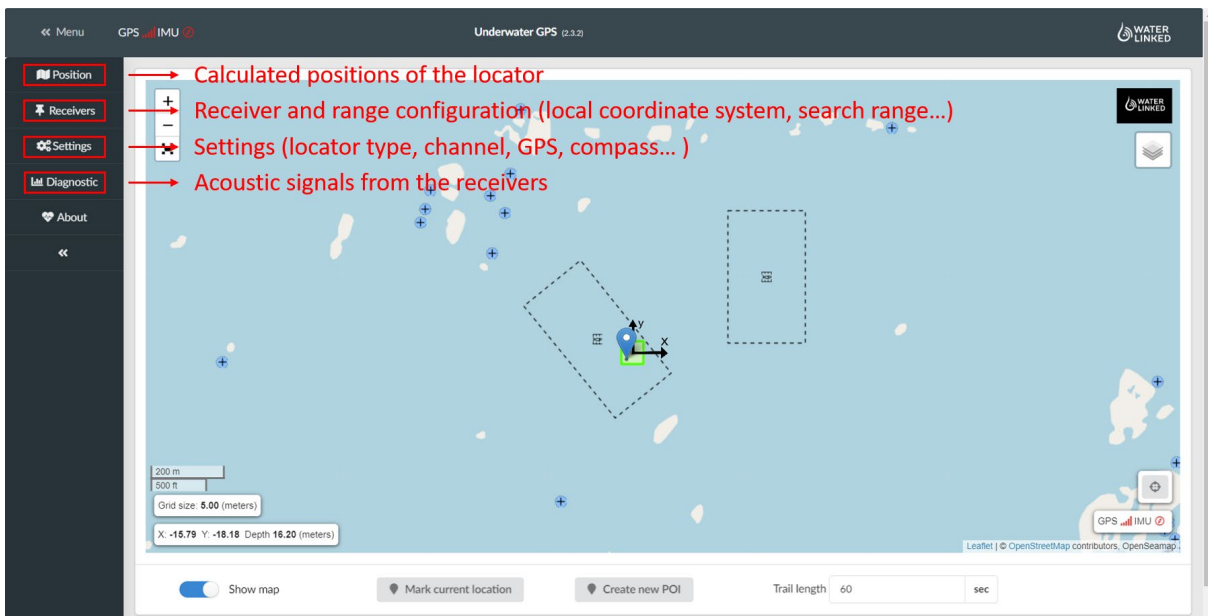 Menu
GPS IMU
Underwater GPS (2.3.2)
WATER
LINKED
Position
Calculated positions of the locator
Receivers
Receiver and range configuration (local coordinate system, search range…)
Settings
Settings (locator type, channel, GPS, compass… )
Diagnostic
Acoustic signals from the receivers
About
+
−
WATER
LINKED
y
x
200 m
500 ft
Grid size: 5.00 (meters)
X: -15.79 Y: -18.18 Depth 16.20 (meters)
GPS IMU
Leaflet | © OpenStreetMap contributors, OpenSeamap
Show map
Mark current location
Create new POI
Trail length 60 sec